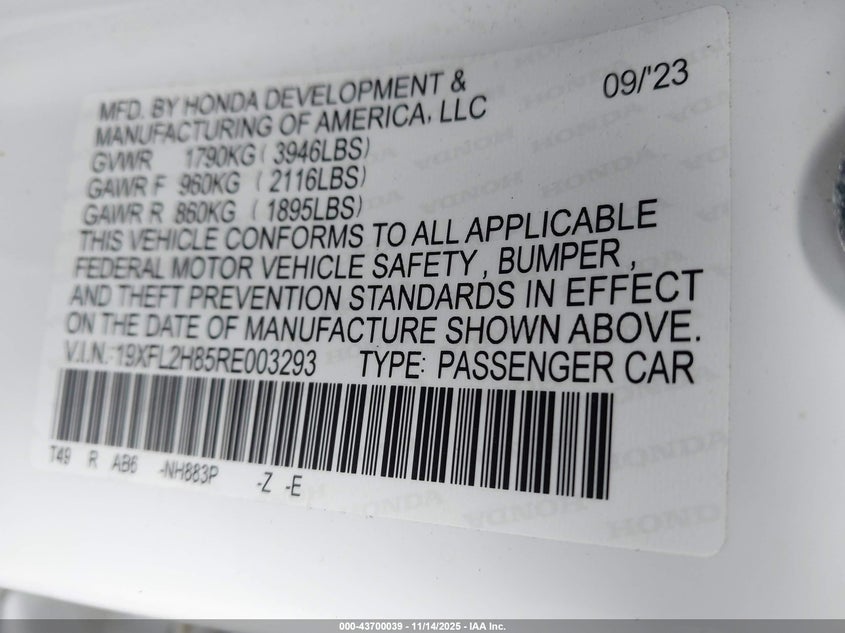 MFD. BY HONDA DEVELOPMENT & 09/'23
MANUFACTURING OF AMERICA, LLC
GVWR 1790KG ( 3946LBS)
GAWR F 960KG ( 2116LBS)
GAWR R 860KG ( 1895LBS)
THIS VEHICLE CONFORMS TO ALL APPLICABLE
FEDERAL MOTOR VEHICLE SAFETY , BUMPER ,
AND THEFT PREVENTION STANDARDS IN EFFECT
ON THE DATE OF MANUFACTURE SHOWN ABOVE.
V.I.N.: 19XFL2H85RE003293 TYPE: PASSENGER CAR
T49 R AB6 -NH883P -Z -E
HONDA
000-43700039 - 11/14/2025 - IAA Inc.